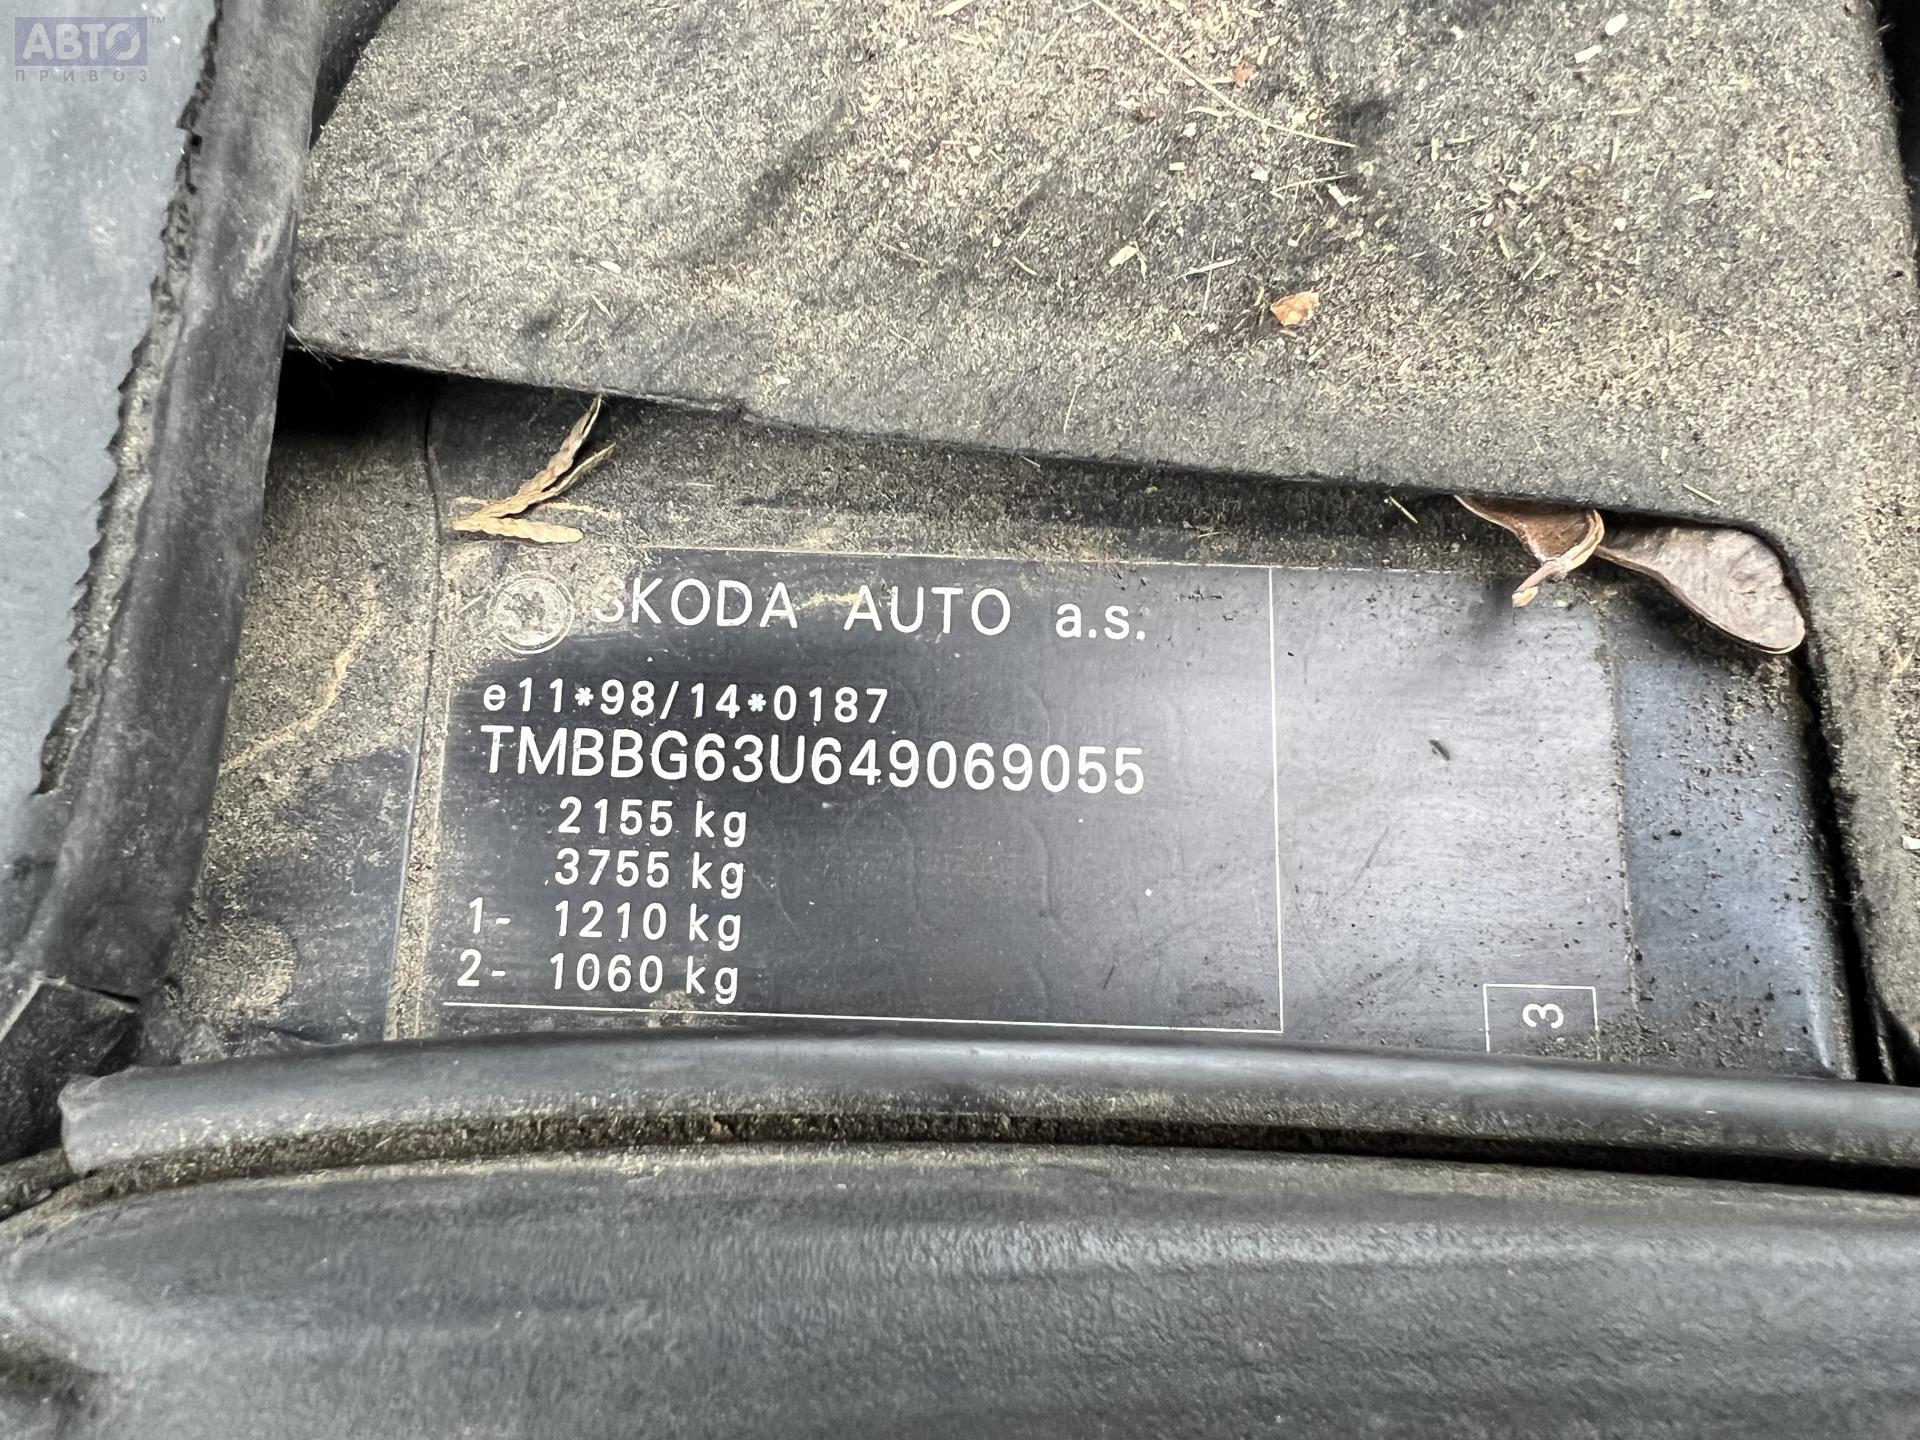 АВТО™
ПРИВОЗ
SKODA AUTO a.s.
e11*98/14*0187
TMBBG63U649069055
2155 kg
3755 kg
1- 1210 kg
2- 1060 kg
3